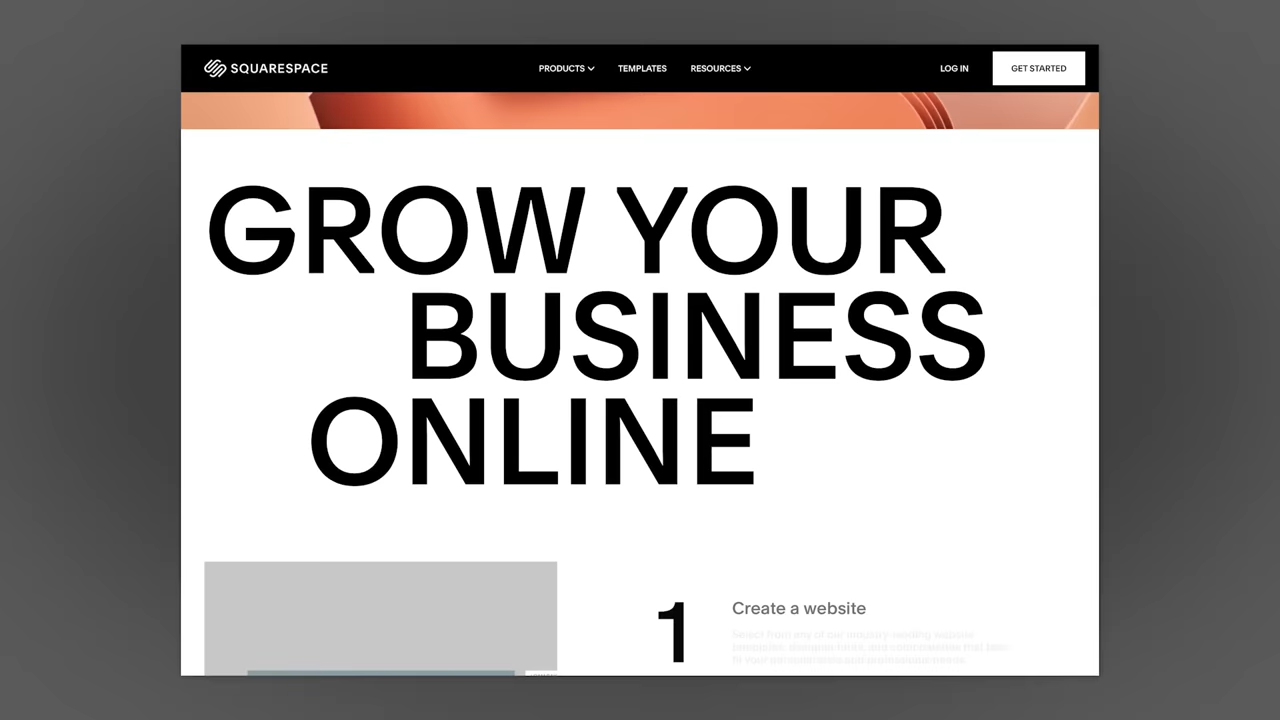 SQUARESPACE PRODUCTS TEMPLATES RESOURCES LOG IN GET STARTED
GROW YOUR
BUSINESS
ONLINE
1 Create a website